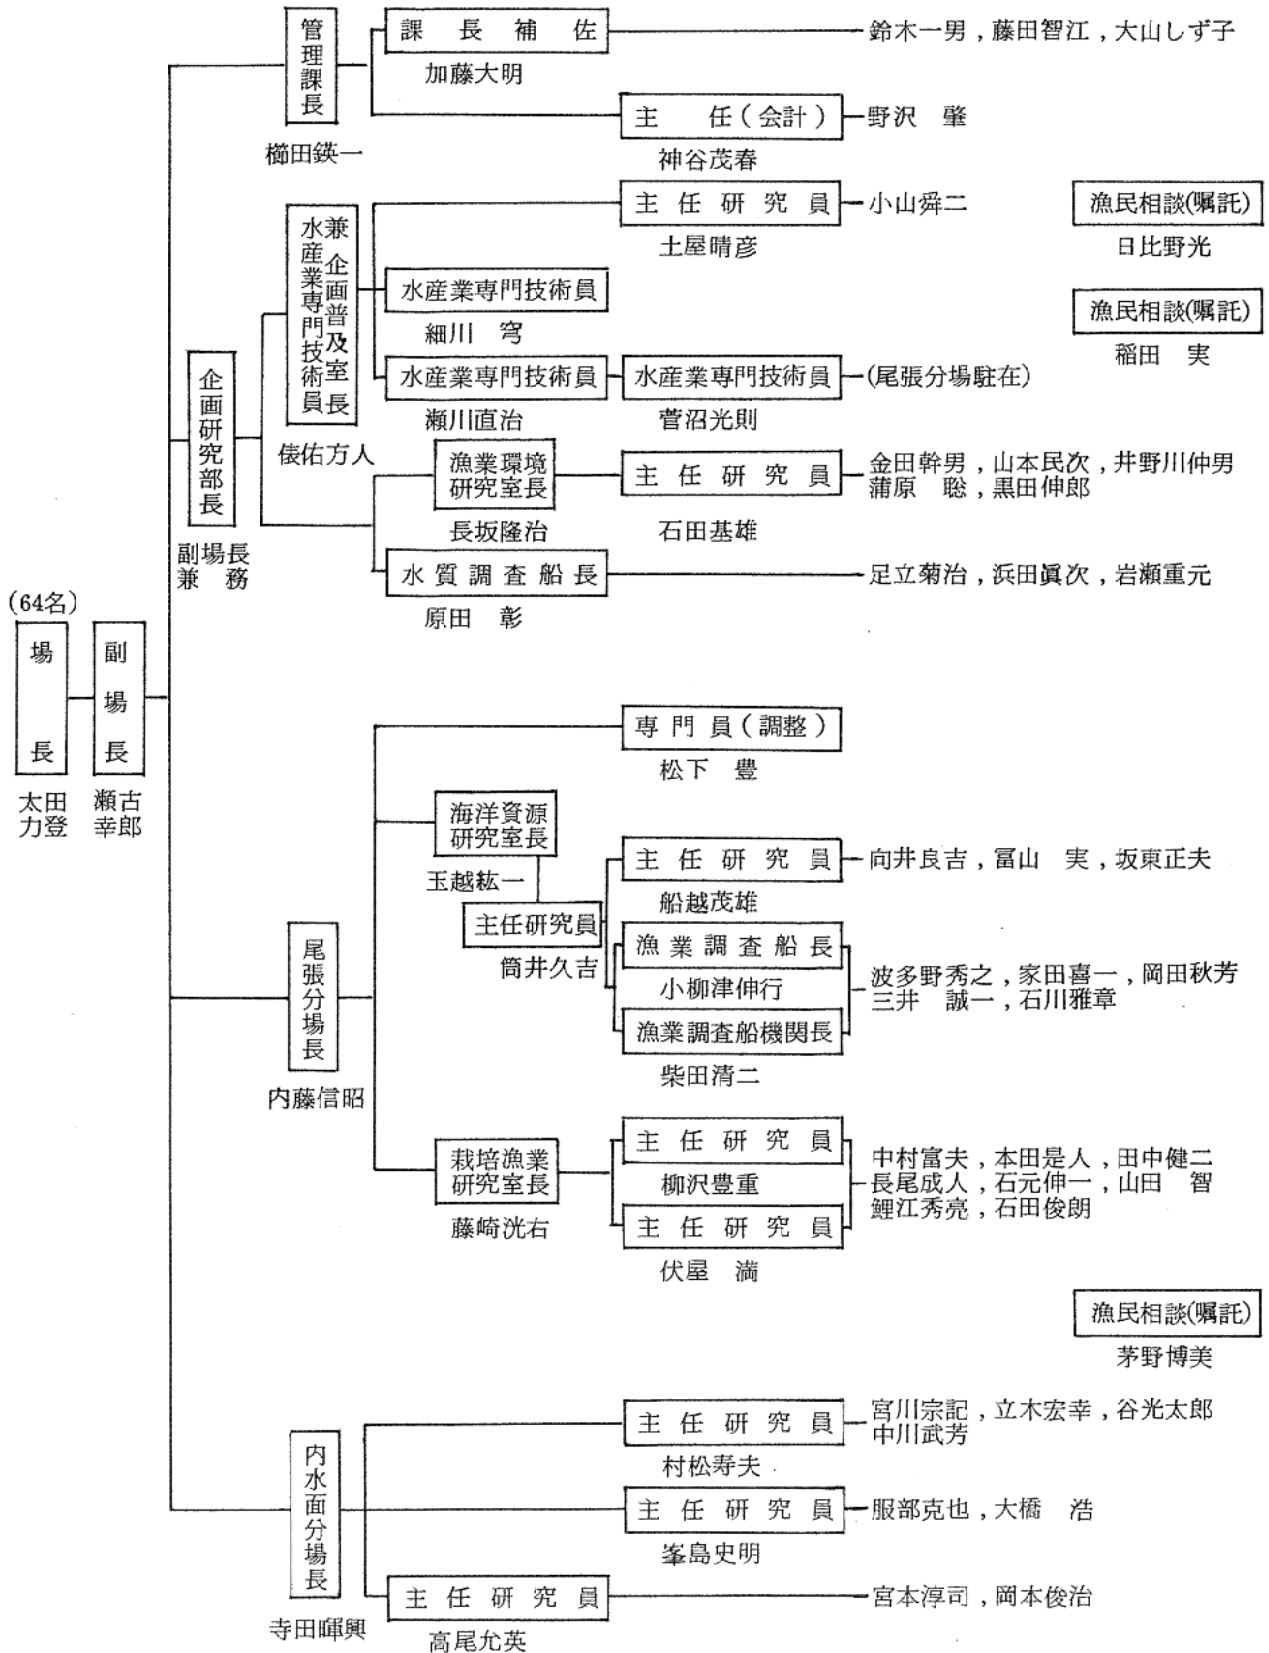 管理課長
櫛田鍈一
課長補佐
加藤大明
鈴木一男，藤田智江，大山しず子
主任(会計)
神谷茂春
野沢　肇
(64名)
場長
太田
力登
副場長
瀬古
幸郎
企画研究部長
副場長
兼　務
水産業専門技術員
兼企画普及室長
俵佑方人
主任研究員
土屋晴彦
小山舜二
水産業専門技術員
細川　穹
水産業専門技術員
瀬川直治
水産業専門技術員
菅沼光則
(尾張分場駐在)
漁民相談(嘱託)
日比野光
漁民相談(嘱託)
稲田　実
漁業環境
研究室長
長坂隆治
主任研究員
石田基雄
金田幹男，山本民次，井野川仲男
蒲原　聡，黒田伸郎
水質調査船長
原田　彰
足立菊治，浜田眞次，岩瀬重元
尾張分場長
内藤信昭
専門員(調整)
松下　豊
海洋資源
研究室長
玉越紘一
主任研究員
筒井久吉
主任研究員
船越茂雄
向井良吉，冨山　実，坂東正夫
漁業調査船長
小柳津伸行
漁業調査船機関長
柴田清二
波多野秀之，家田喜一，岡田秋芳
三井　誠一，石川雅章
栽培漁業
研究室長
藤崎洸右
主任研究員
柳沢豊重
主任研究員
伏屋　満
中村富夫，本田是人，田中健二
長尾成人，石元伸一，山田　智
鯉江秀亮，石田俊朗
漁民相談(嘱託)
茅野博美
内水面分場長
寺田暉興
主任研究員
村松寿夫
宮川宗記，立木宏幸，谷光太郎
中川武芳
主任研究員
峯島史明
服部克也，大橋　浩
主任研究員
高尾允英
宮本淳司，岡本俊治